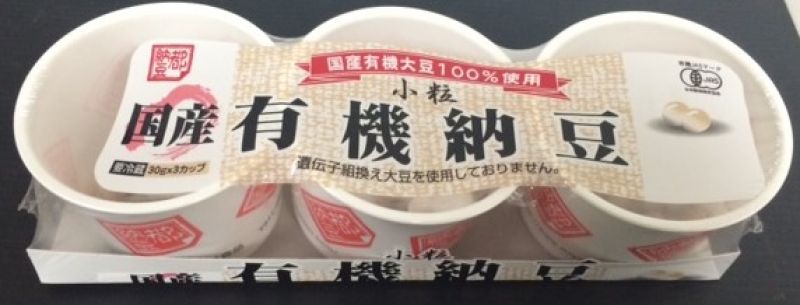 国産有機大豆100%使用
小粒
国産有機納豆
要冷蔵 30g×3カップ
遺伝子組換え大豆を使用しておりません。
有機JASマーク
JAS
小粒
国産有機納豆